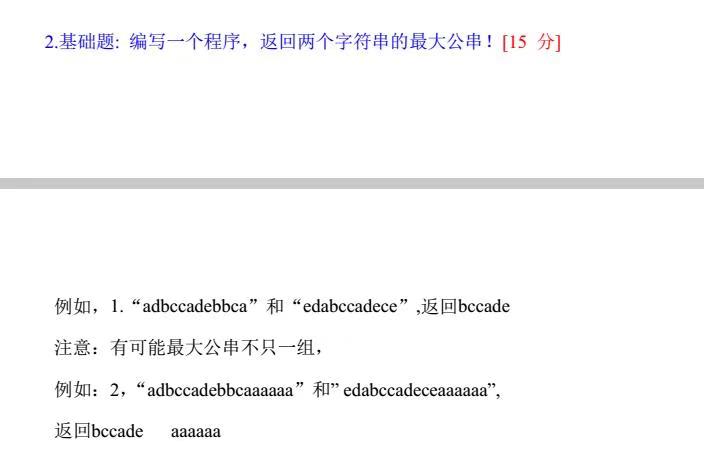 2.基础题: 编写一个程序，返回两个字符串的最大公串！[15 分]
例如，1.“adbccadebbca”和“edabccadece”,返回bccade
注意：有可能最大公串不只一组，
例如：2，“adbccadebbcaaaaaa”和” edabccadeceaaaaaa”,
返回bccade aaaaaa